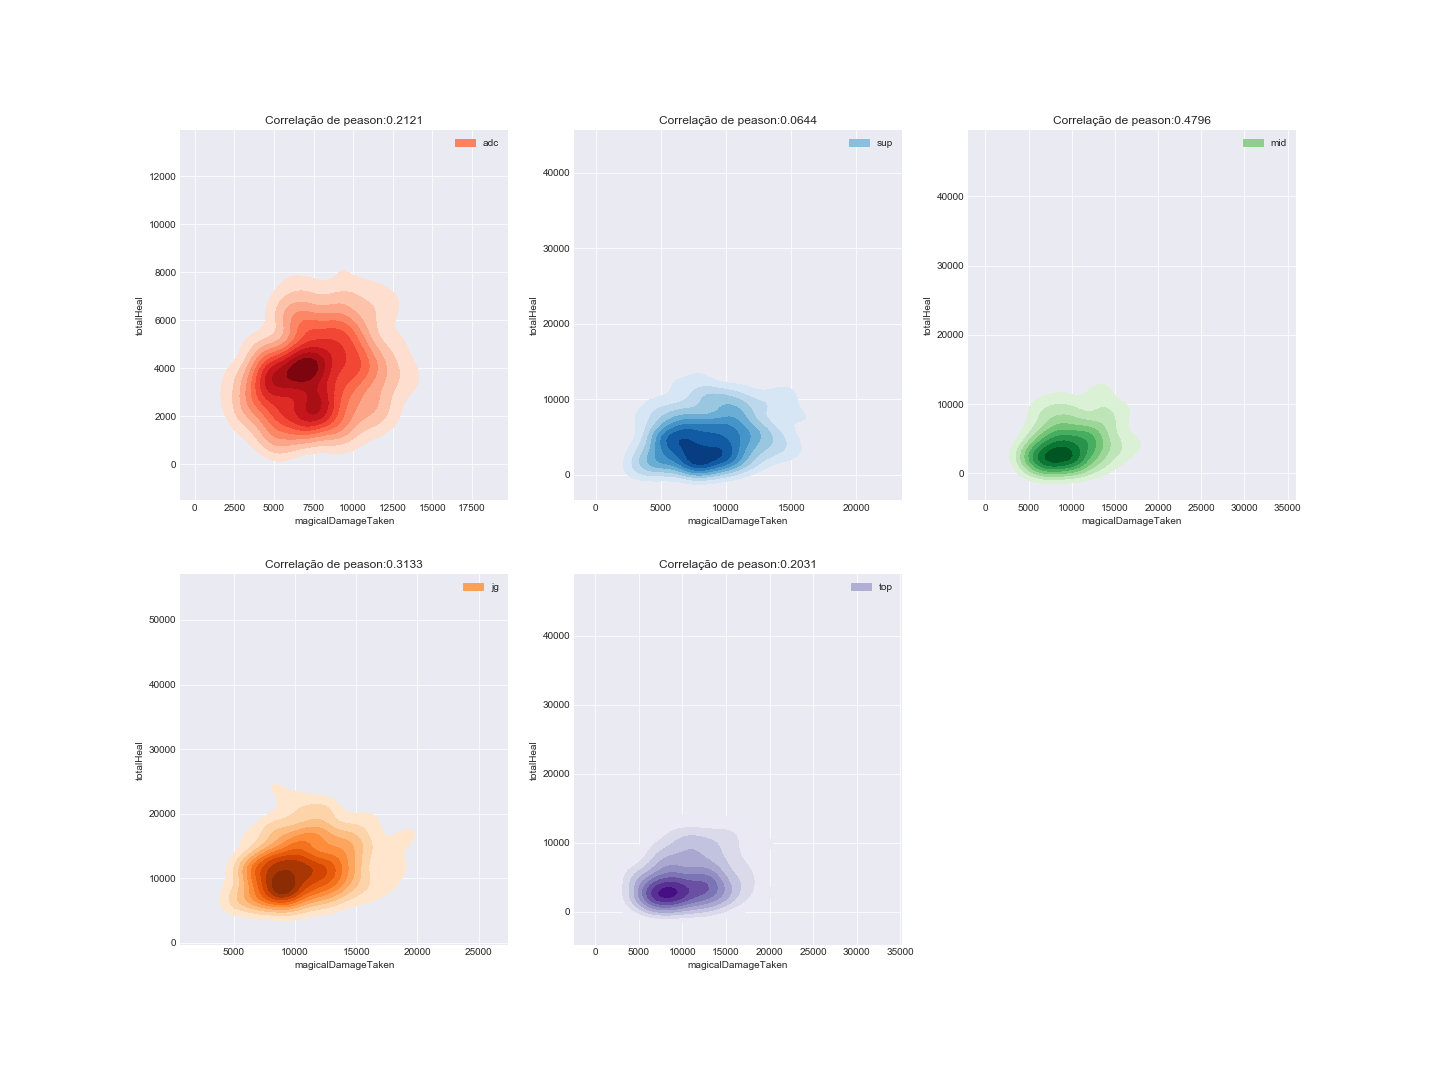 Correlação de peason:0.2121
adc
12000
10000
8000
6000
4000
2000
0
totalHeal
0 2500 5000 7500 10000 12500 15000 17500
magicalDamageTaken
Correlação de peason:0.0644
sup
40000
30000
20000
10000
0
totalHeal
0 5000 10000 15000 20000
magicalDamageTaken
Correlação de peason:0.4796
mid
40000
30000
20000
10000
0
totalHeal
0 5000 10000 15000 20000 25000 30000 35000
magicalDamageTaken
Correlação de peason:0.3133
jg
50000
40000
30000
20000
10000
0
totalHeal
5000 10000 15000 20000 25000
magicalDamageTaken
Correlação de peason:0.2031
top
40000
30000
20000
10000
0
totalHeal
0 5000 10000 15000 20000 25000 30000 35000
magicalDamageTaken